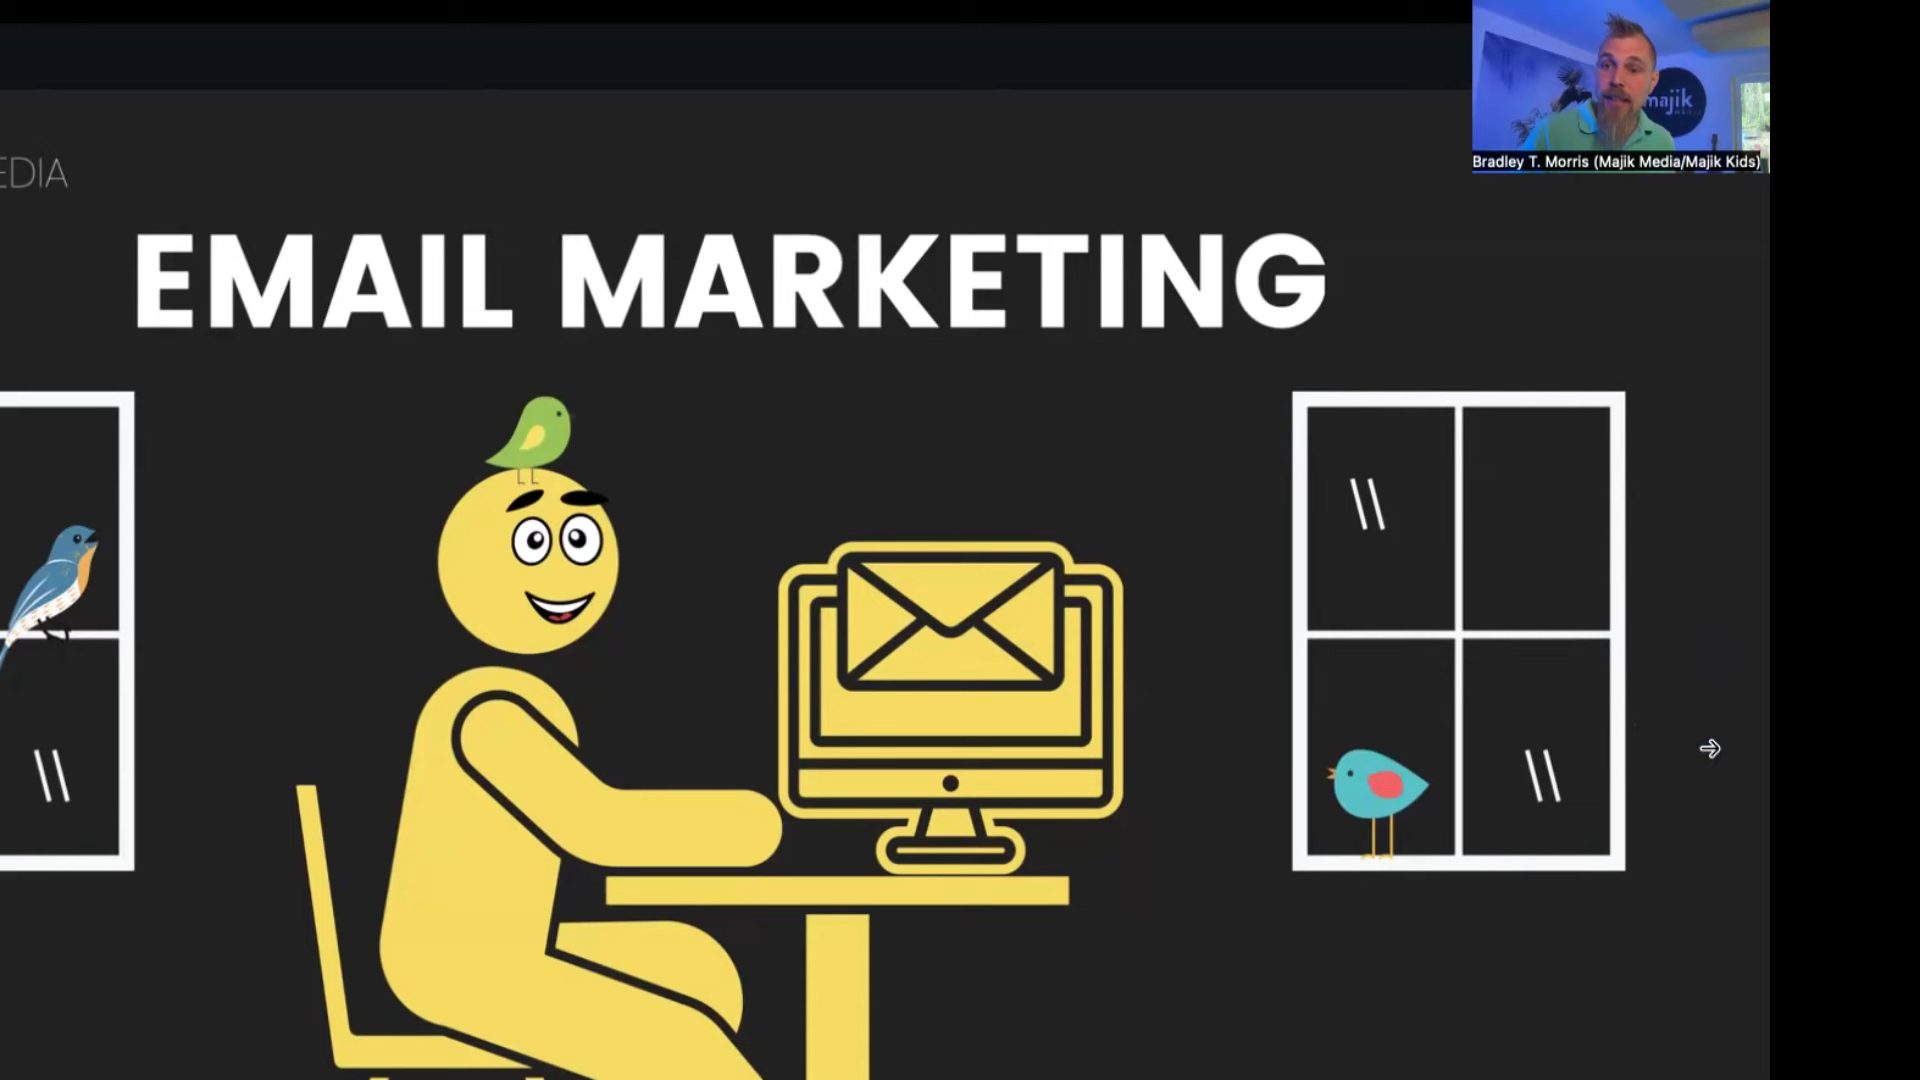 majik
Bradley T. Morris (Majik Media/Majik Kids)
EDIA
EMAIL MARKETING